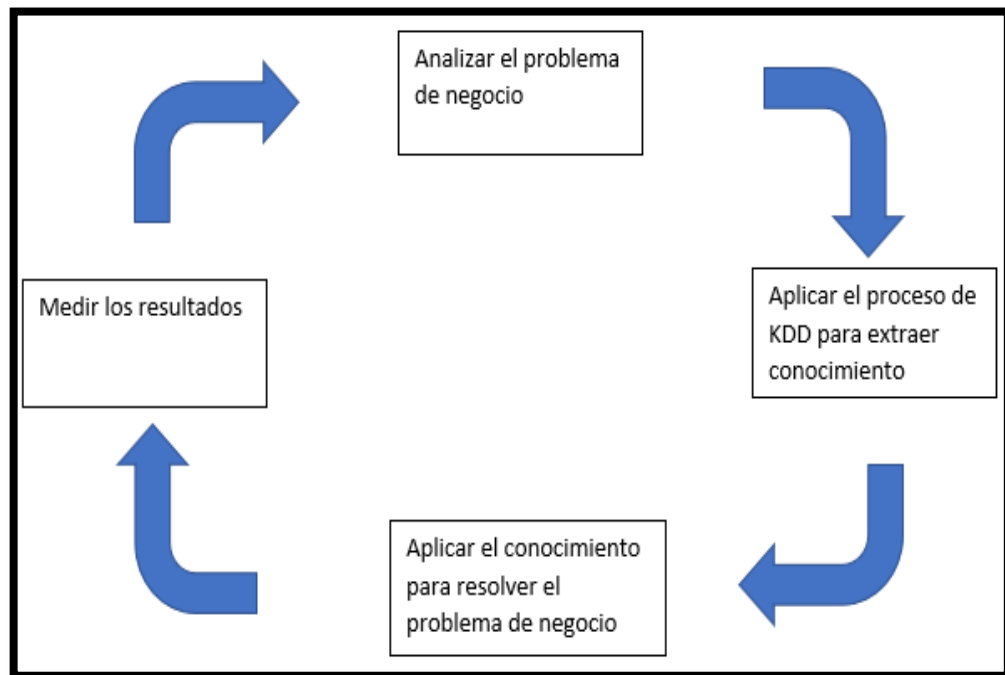 Analizar el problema
de negocio
Aplicar el proceso de
KDD para extraer
conocimiento
Aplicar el conocimiento
para resolver el
problema de negocio
Medir los resultados